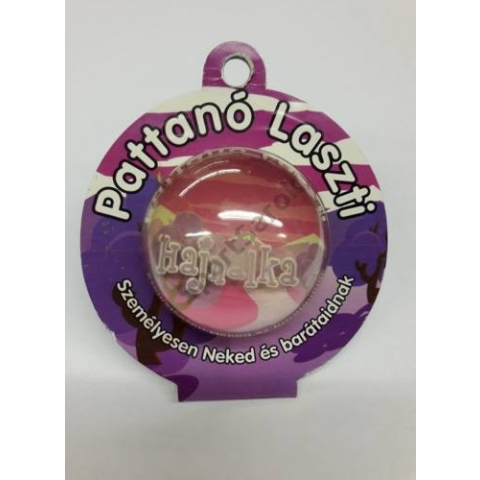 Pattanó Laszti
Hajnalka
Személyesen Neked és barátaidnak